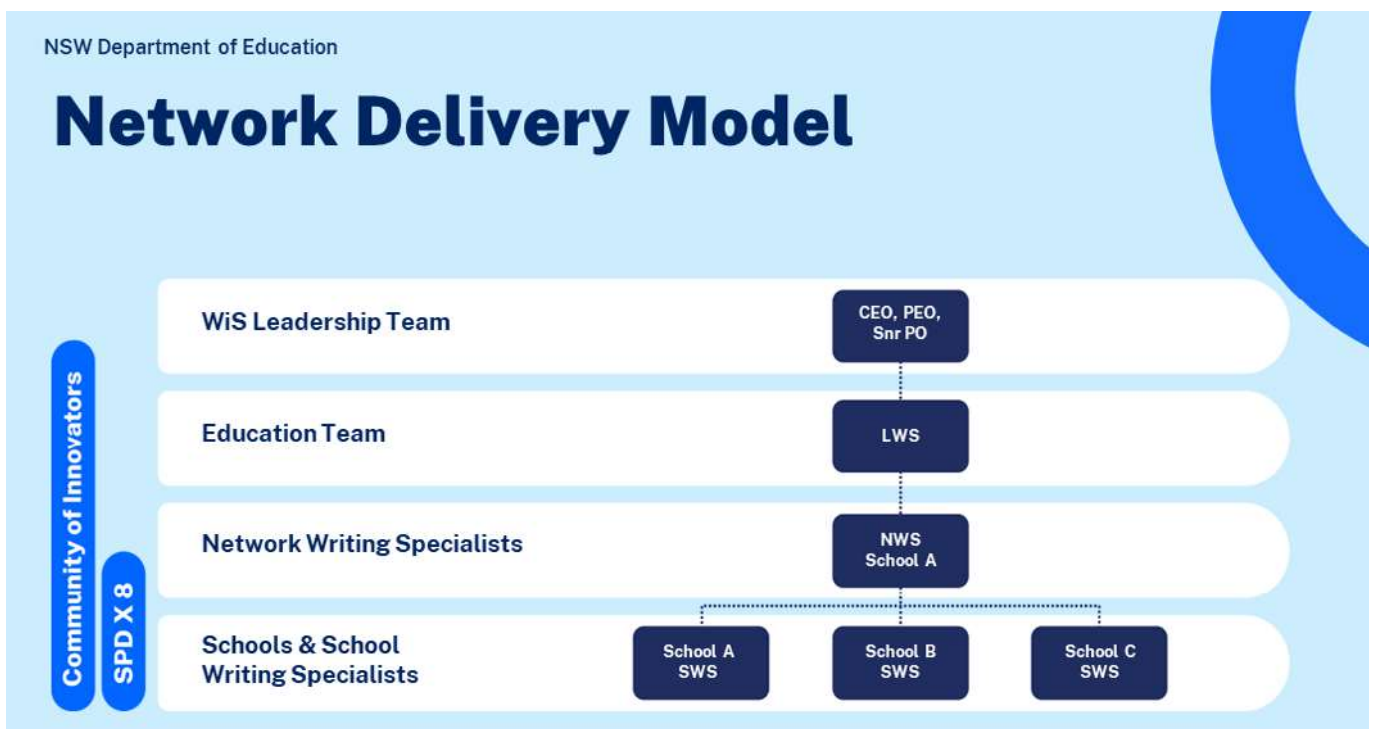 NSW Department of Education
Network Delivery Model
WiS Leadership Team
CEO, PEO,
Snr PO
Education Team
LWS
Network Writing Specialists
NWS
School A
Schools & School
Writing Specialists
School A
SWS
School B
SWS
School C
SWS
Community of Innovators
SPD X 8